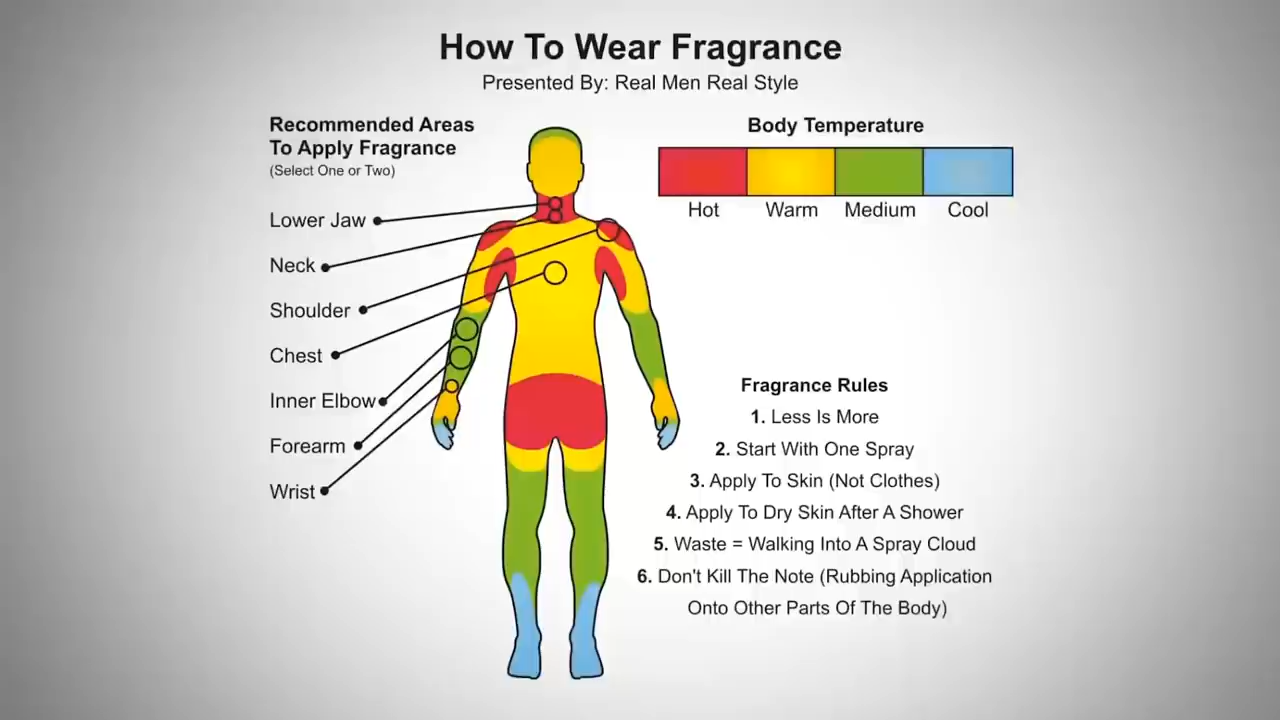 How To Wear Fragrance
Presented By: Real Men Real Style
Recommended Areas
To Apply Fragrance
(Select One or Two)
Lower Jaw
Neck
Shoulder
Chest
Inner Elbow
Forearm
Wrist
Body Temperature
Hot
Warm
Medium
Cool
Fragrance Rules
1. Less Is More
2. Start With One Spray
3. Apply To Skin (Not Clothes)
4. Apply To Dry Skin After A Shower
5. Waste = Walking Into A Spray Cloud
6. Don't Kill The Note (Rubbing Application
Onto Other Parts Of The Body)